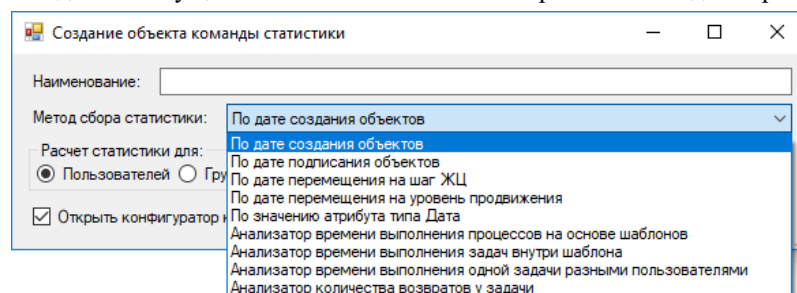 Создание объекта команды статистики
Наименование:
Метод сбора статистики: По дате создания объектов
Расчет статистики для:
Пользователей Гру
Открыть конфигуратор
По дате создания объектов
По дате подписания объектов
По дате перемещения на шаг ЖЦ
По дате перемещения на уровень продвижения
По значению атрибута типа Дата
Анализатор времени выполнения процессов на основе шаблонов
Анализатор времени выполнения задач внутри шаблона
Анализатор времени выполнения одной задачи разными пользователями
Анализатор количества возвратов у задачи